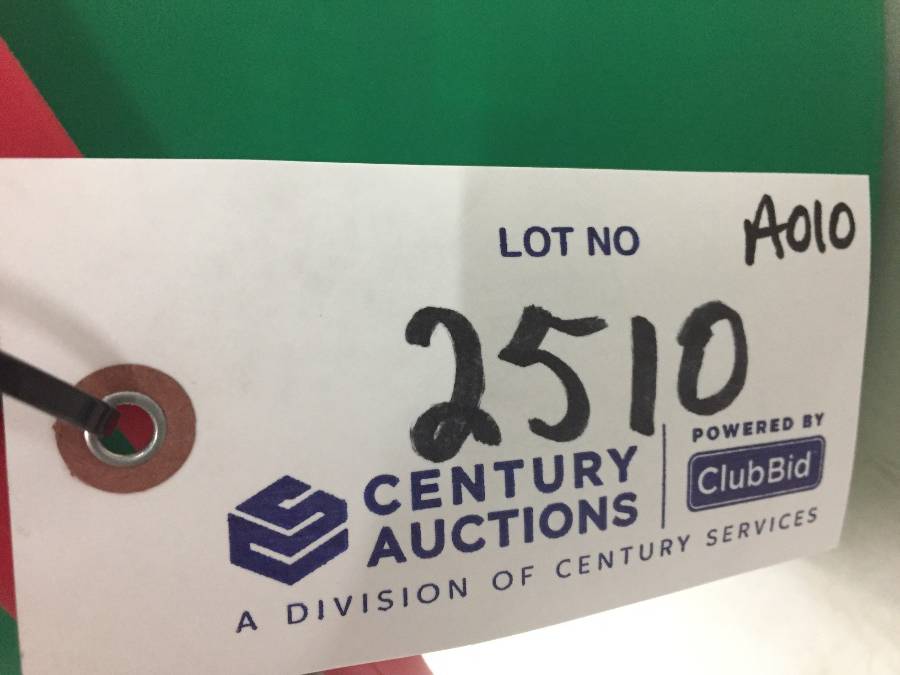 A010
LOT NO
2510
CENTURY
AUCTIONS
POWERED BY
ClubBid
A DIVISION OF CENTURY SERVICES